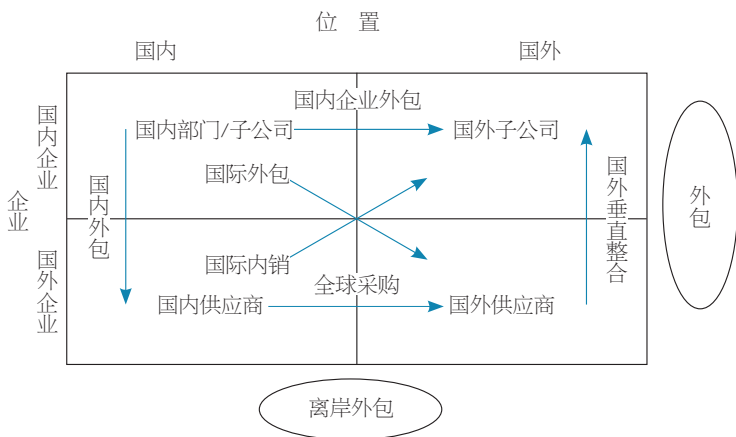 位 置
国内
国外
国内企业
企业
国外企业
国内企业外包
国内部门/子公司
国外子公司
国际外包
国内外包
国外垂直整合
外包
国际内销
全球采购
国内供应商
国外供应商
离岸外包